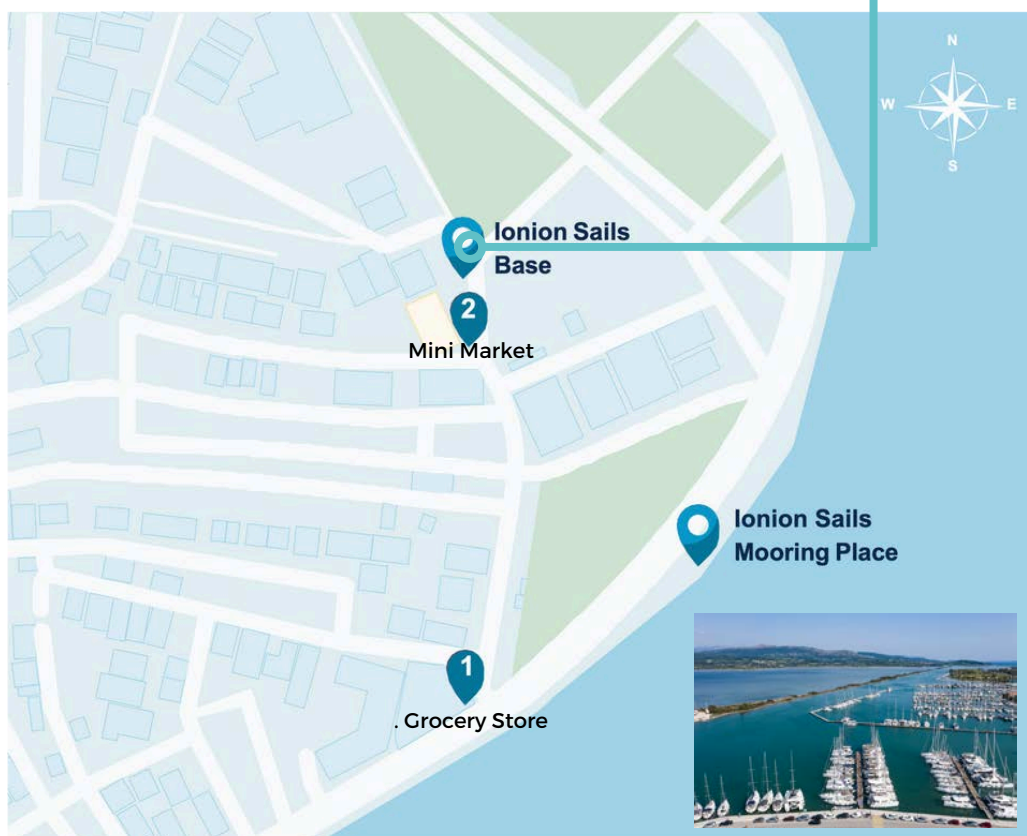 N
W
E
S
Ionion Sails
Base
2
Mini Market
Ionion Sails
Mooring Place
1
. Grocery Store